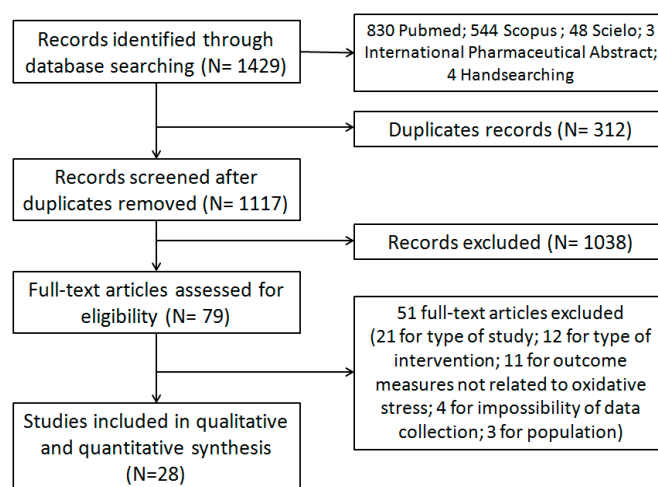 Records identified through
database searching (N= 1429)
830 Pubmed; 544 Scopus ; 48 Scielo; 3
International Pharmaceutical Abstract;
4 Handsearching
Duplicates records (N= 312)
Records screened after
duplicates removed (N= 1117)
Records excluded (N= 1038)
Full-text articles assessed for
eligibility (N= 79)
51 full-text articles excluded
(21 for type of study; 12 for type of
intervention; 11 for outcome
measures not related to oxidative
stress; 4 for impossibility of data
collection; 3 for population)
Studies included in qualitative
and quantitative synthesis
(N=28)